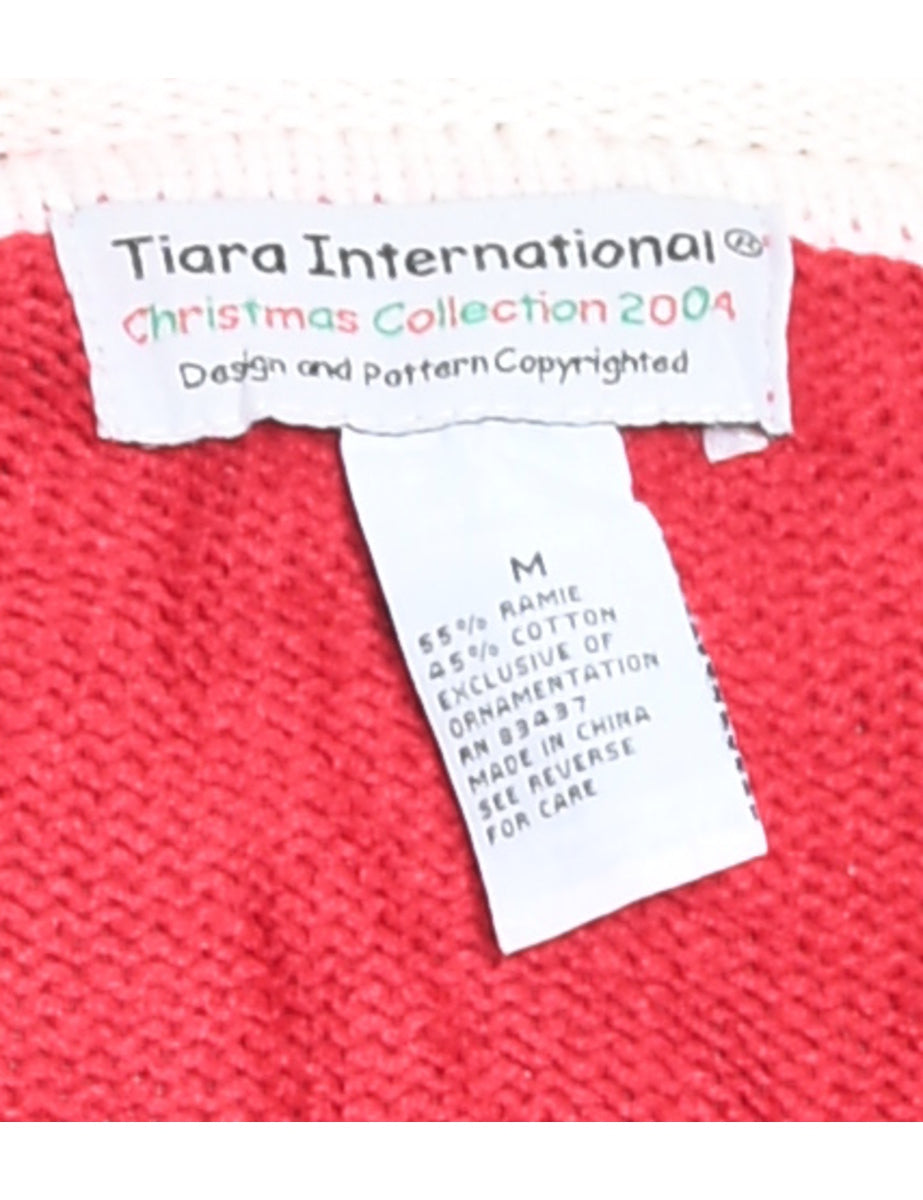 Tiara International®
Christmas Collection 2004
Design and Pattern Copyrighted
M
55% RAMIE
45% COTTON
EXCLUSIVE OF
ORNAMENTATION
RN 83437
MADE IN CHINA
SEE REVERSE
FOR CARE